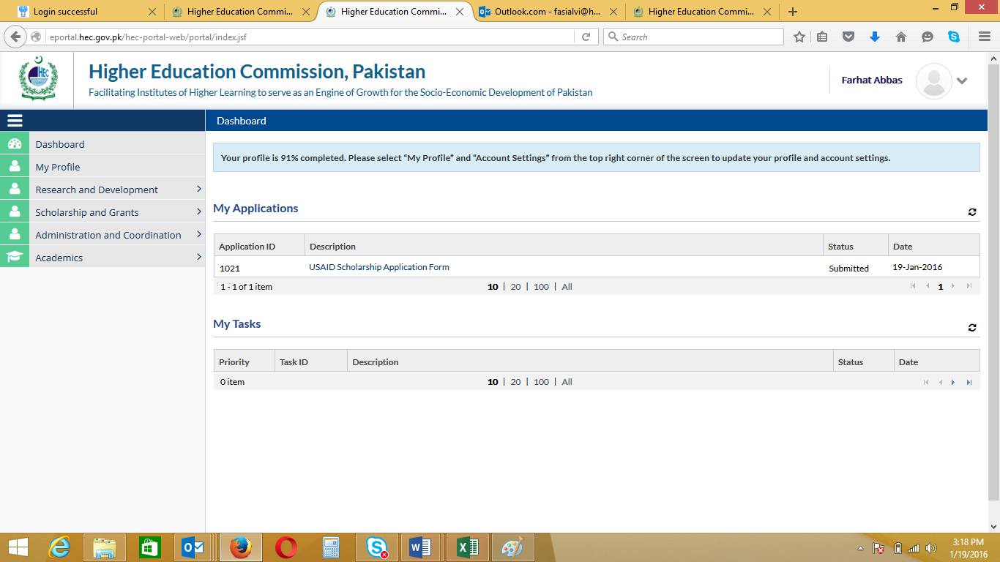 Login successful
Higher Education Commi...
Higher Education Commi...
Outlook.com - fasialvi@h...
Higher Education Commi...
eportal.hec.gov.pk/hec-portal-web/portal/index.jsf
Search
HEC
Higher Education Commission, Pakistan
Facilitating Institutes of Higher Learning to serve as an Engine of Growth for the Socio-Economic Development of Pakistan
Farhat Abbas
Dashboard
Dashboard
My Profile
Research and Development
Scholarship and Grants
Administration and Coordination
Academics
Your profile is 91% completed. Please select “My Profile” and “Account Settings” from the top right corner of the screen to update your profile and account settings.
My Applications
Application ID Description Status Date
1021 USAID Scholarship Application Form Submitted 19-Jan-2016
1 - 1 of 1 item 10 | 20 | 100 | All 1
My Tasks
Priority Task ID Description Status Date
0 item 10 | 20 | 100 | All
3:18 PM
1/19/2016